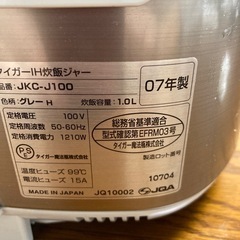 タイガーIH炊飯ジャー
品番 JKC-J100
色柄:グレー H 炊飯容量 1.0L
07年製
定格電圧 100V
定格周波数 50-60Hz
定格消費電力 1210W
総務省基準適合
型式確認第EFRM03号
タイガー魔法瓶株式会社
PS
E
タイガー魔法瓶株式会社
製造ロット番号
10704
温度ヒューズ 99℃
電流ヒューズ 15A
MADE IN JAPAN JQ10002
JQA